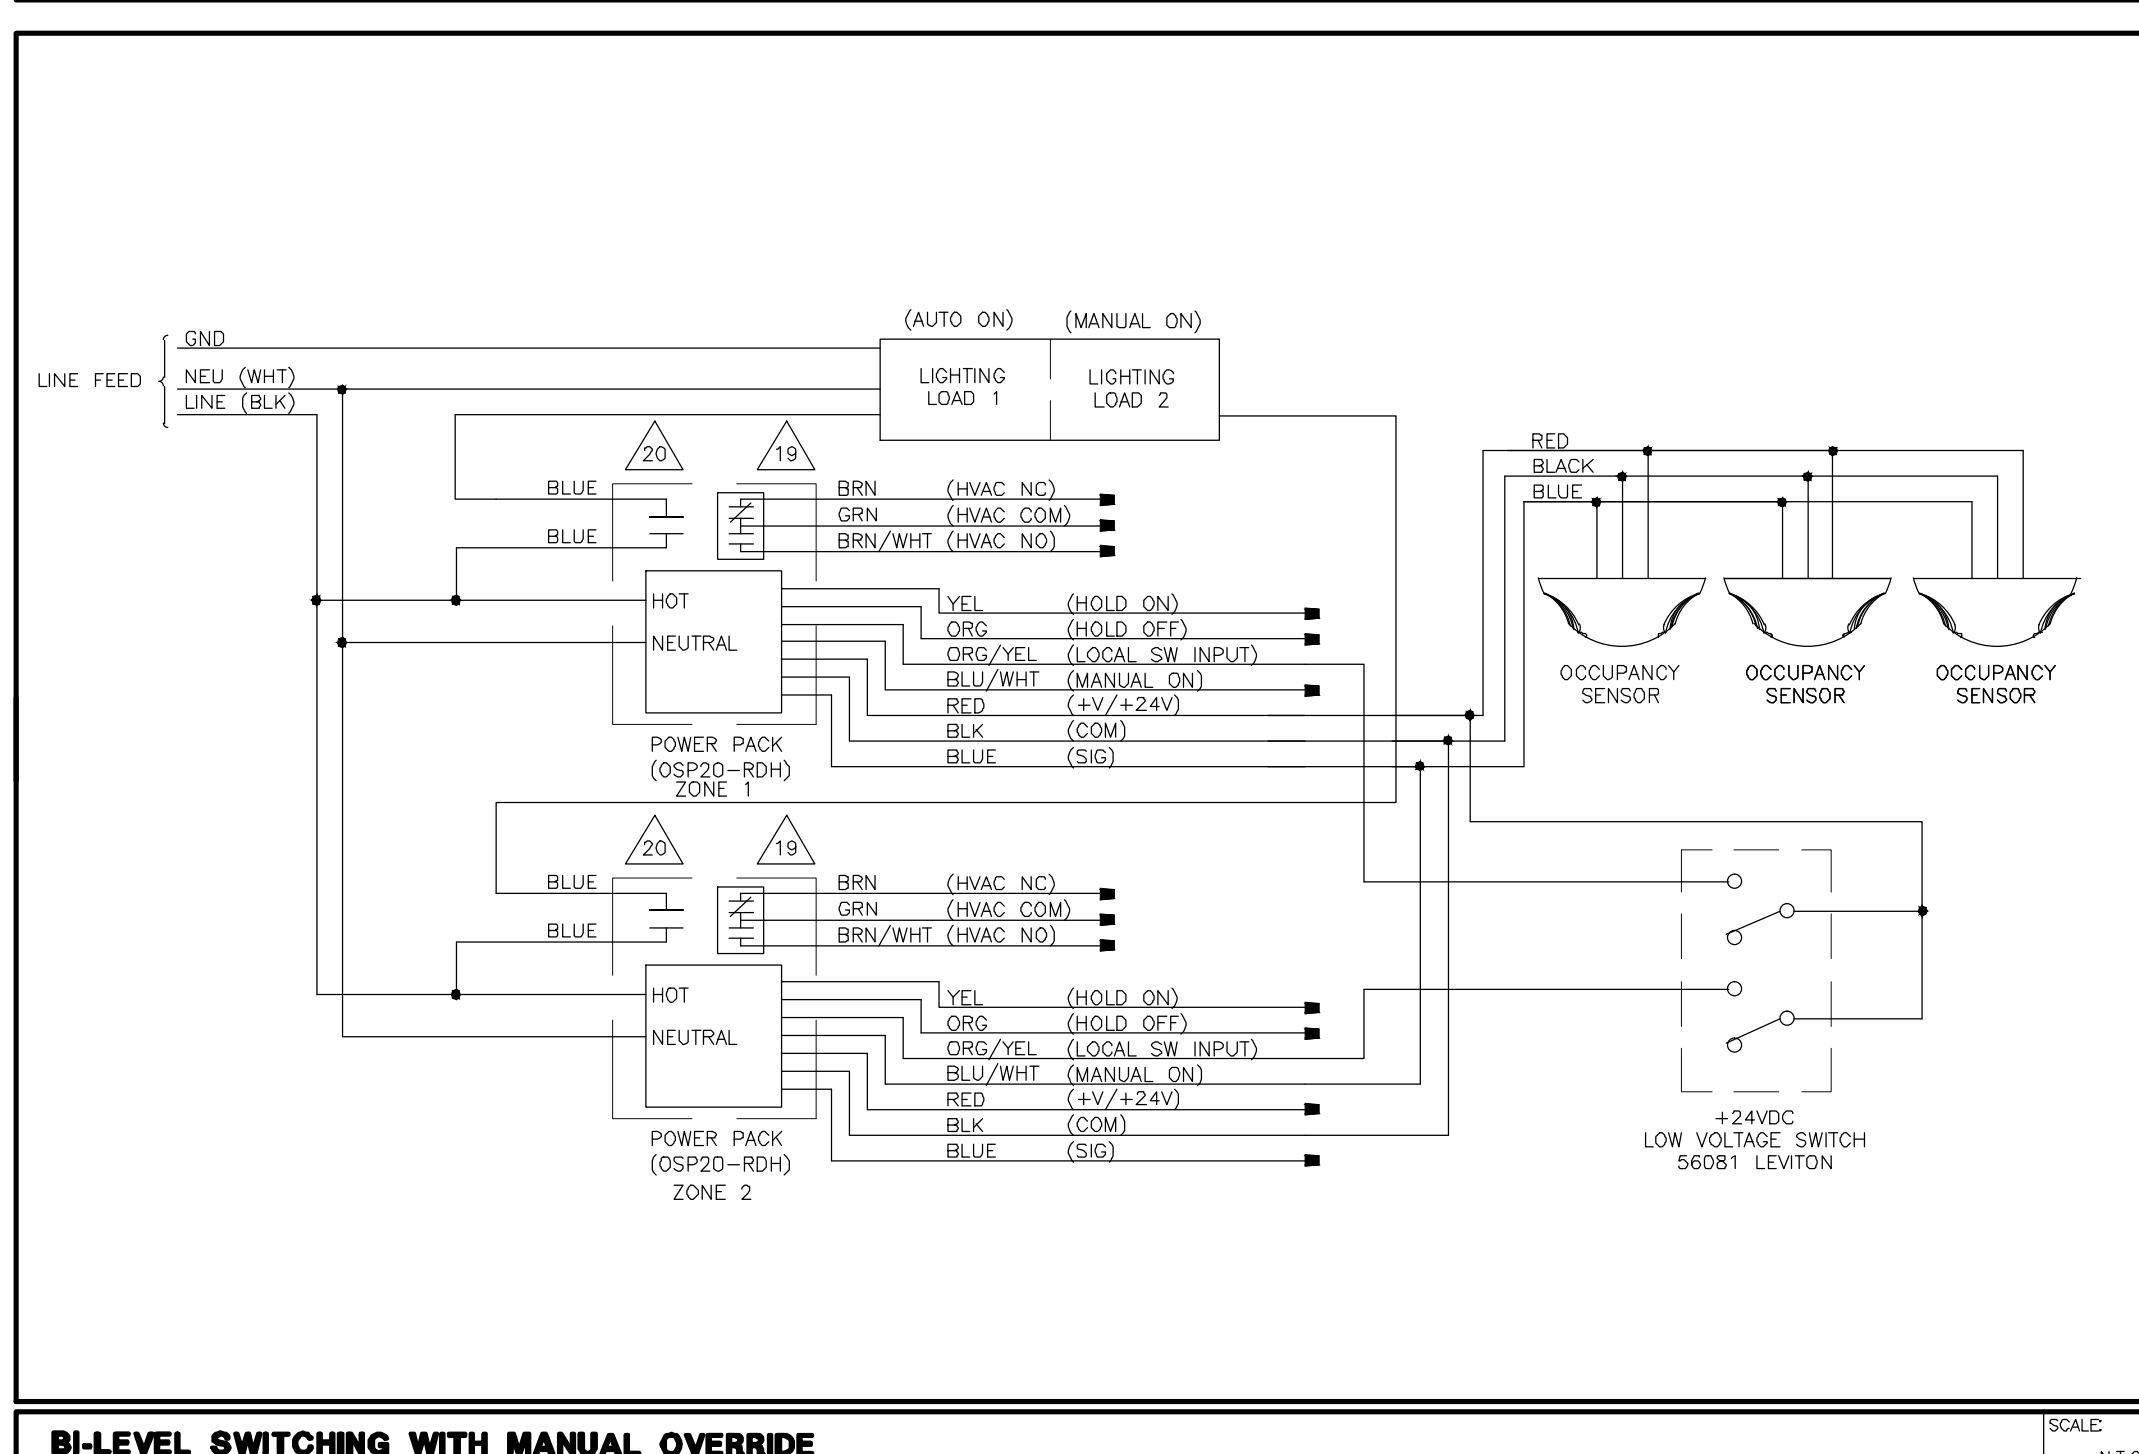 (AUTO ON) (MANUAL ON)
GND
LINE FEED
NEU (WHT)
LINE (BLK)
LIGHTING LOAD 1
LIGHTING LOAD 2
20
19
BLUE
BLUE
BRN (HVAC NC)
GRN (HVAC COM)
BRN/WHT (HVAC NO)
HOT
NEUTRAL
YEL (HOLD ON)
ORG (HOLD OFF)
ORG/YEL (LOCAL SW INPUT)
BLU/WHT (MANUAL ON)
RED (+V/+24V)
BLK (COM)
BLUE (SIG)
POWER PACK
(OSP20-RDH)
ZONE 1
RED
BLACK
BLUE
OCCUPANCY
SENSOR
OCCUPANCY
SENSOR
OCCUPANCY
SENSOR
20
19
BLUE
BLUE
BRN (HVAC NC)
GRN (HVAC COM)
BRN/WHT (HVAC NO)
HOT
NEUTRAL
YEL (HOLD ON)
ORG (HOLD OFF)
ORG/YEL (LOCAL SW INPUT)
BLU/WHT (MANUAL ON)
RED (+V/+24V)
BLK (COM)
BLUE (SIG)
POWER PACK
(OSP20-RDH)
ZONE 2
+24VDC
LOW VOLTAGE SWITCH
56081 LEVITON
BI-LEVEL SWITCHING WITH MANUAL OVERRIDE
SCALE: